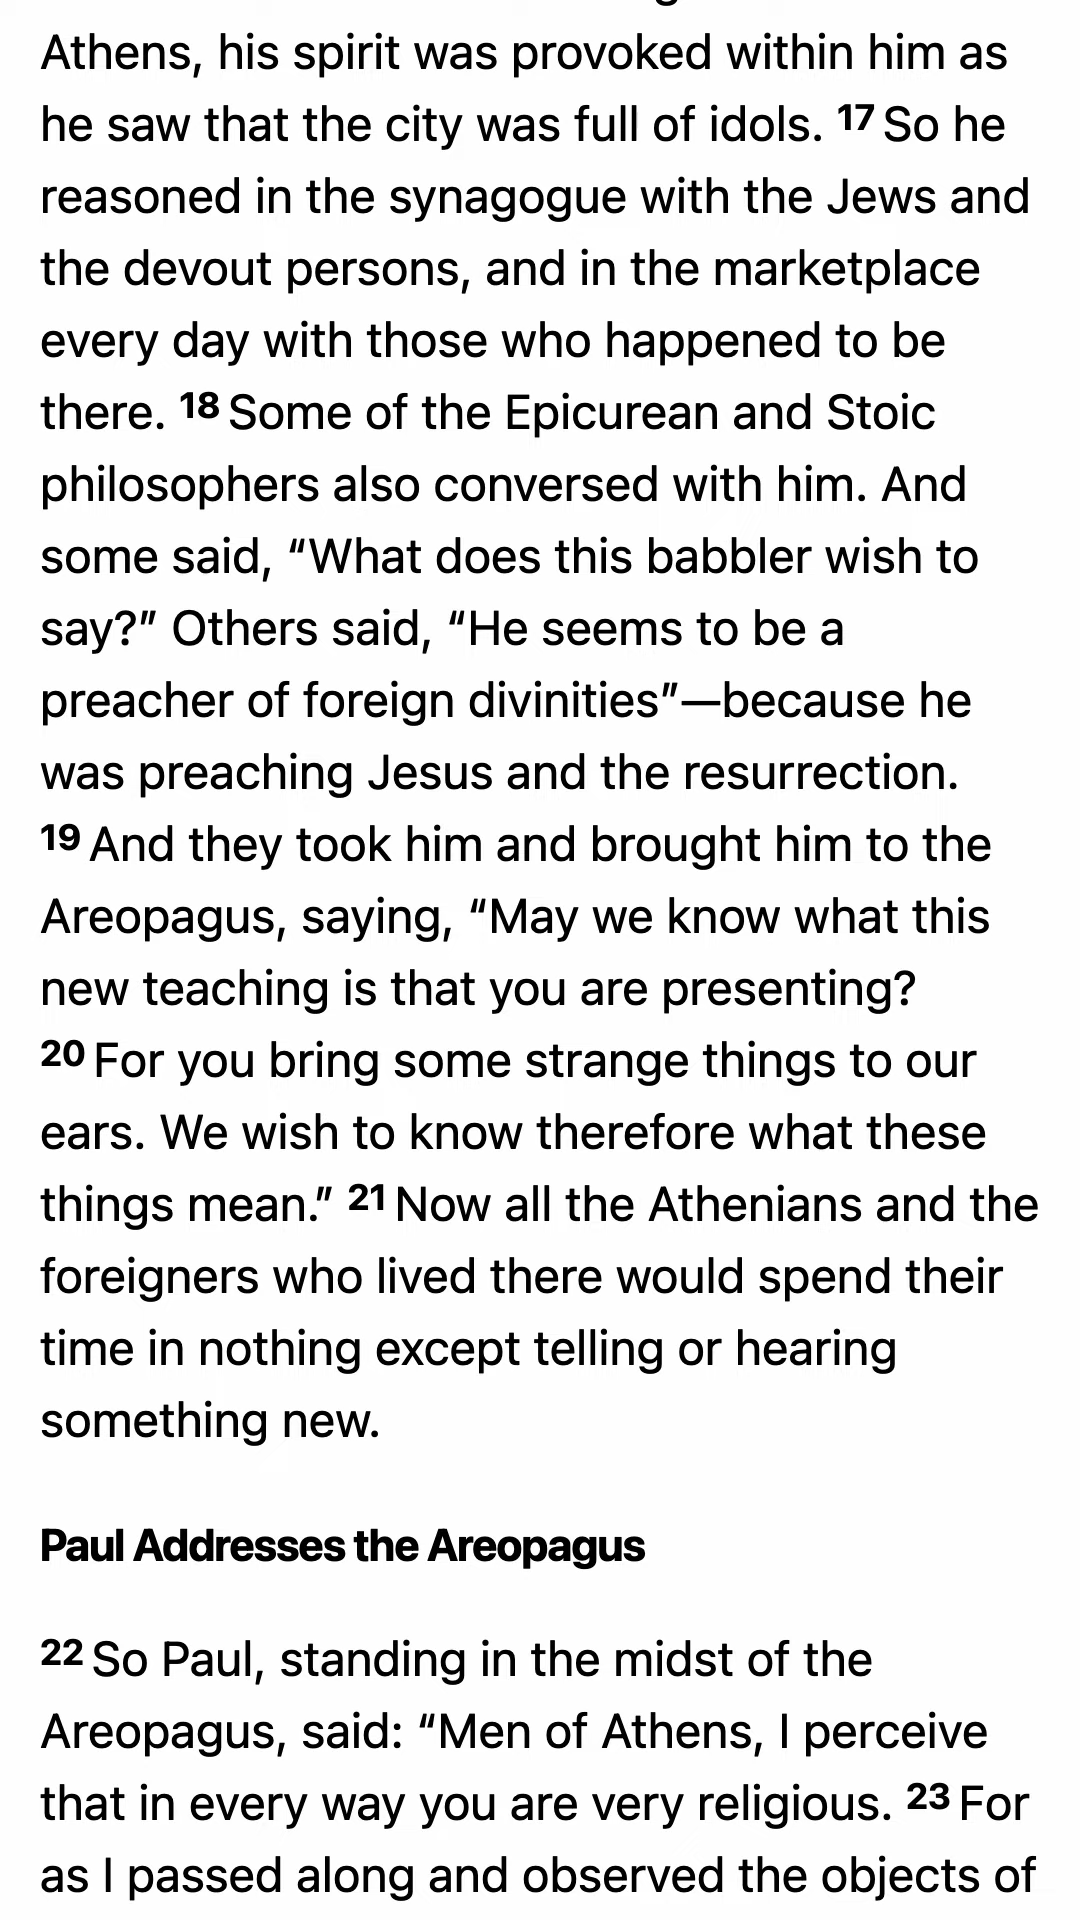 Athens, his spirit was provoked within him as
he saw that the city was full of idols. 17 So he
reasoned in the synagogue with the Jews and
the devout persons, and in the marketplace
every day with those who happened to be
there. 18 Some of the Epicurean and Stoic
philosophers also conversed with him. And
some said, “What does this babbler wish to
say?” Others said, “He seems to be a
preacher of foreign divinities”—because he
was preaching Jesus and the resurrection.
19 And they took him and brought him to the
Areopagus, saying, “May we know what this
new teaching is that you are presenting?
20 For you bring some strange things to our
ears. We wish to know therefore what these
things mean.” 21 Now all the Athenians and the
foreigners who lived there would spend their
time in nothing except telling or hearing
something new.
Paul Addresses the Areopagus
22 So Paul, standing in the midst of the
Areopagus, said: “Men of Athens, I perceive
that in every way you are very religious. 23 For
as I passed along and observed the objects of